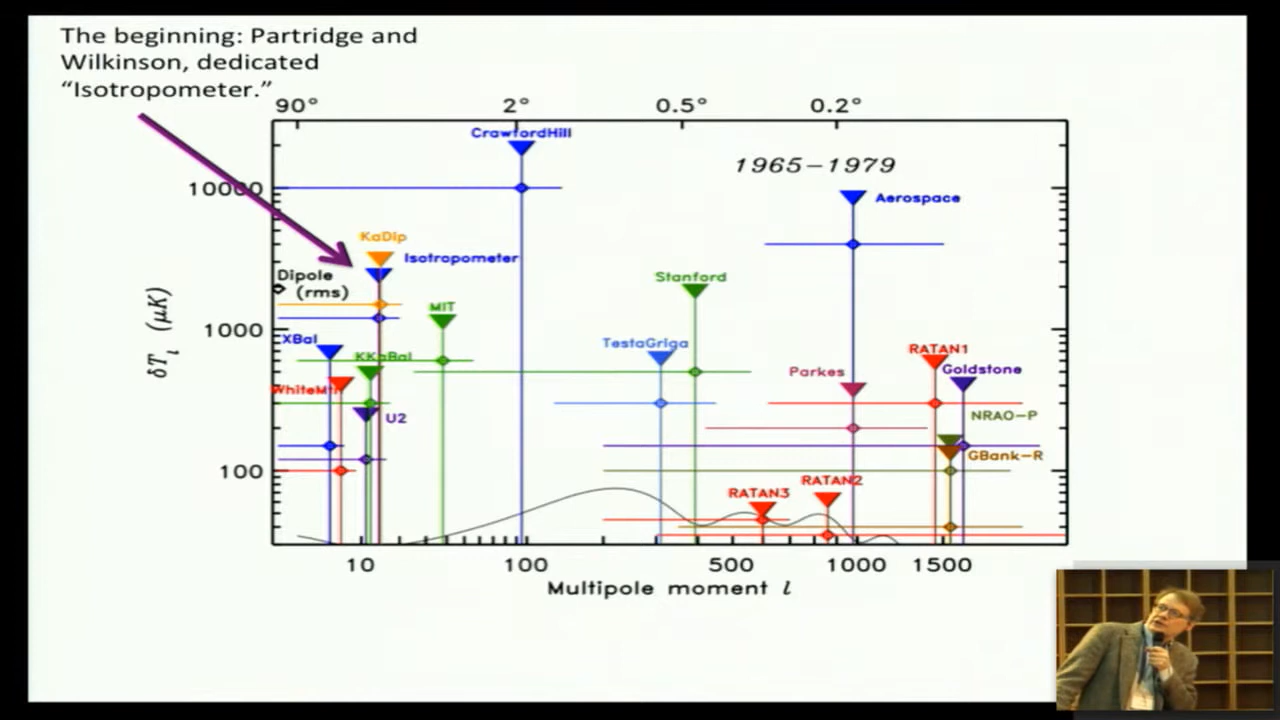 The beginning: Partridge and
Wilkinson, dedicated
“Isotropometer.”
90° 2° 0.5° 0.2°
CrawfordHill
1965−1979
10000
Aerospace
KaDip
Isotropometer
Dipole
(rms)
Stanford
MIT
1000
δT_l (μK)
XBal
TestaGriga
KKaBal
RATAN1
Goldstone
WhiteMtn
Parkes
U2
NRAO−P
GBank−R
100
RATAN2
RATAN3
10 100 500 1000 1500
Multipole moment l